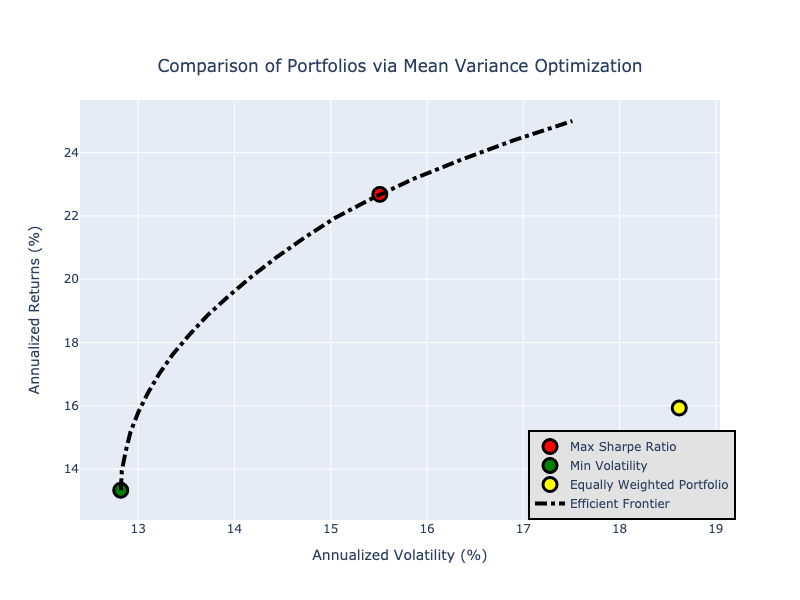 Comparison of Portfolios via Mean Variance Optimization
Annualized Returns (%)
24
22
20
18
16
14
13
14
15
16
17
18
19
Annualized Volatility (%)
Max Sharpe Ratio
Min Volatility
Equally Weighted Portfolio
Efficient Frontier